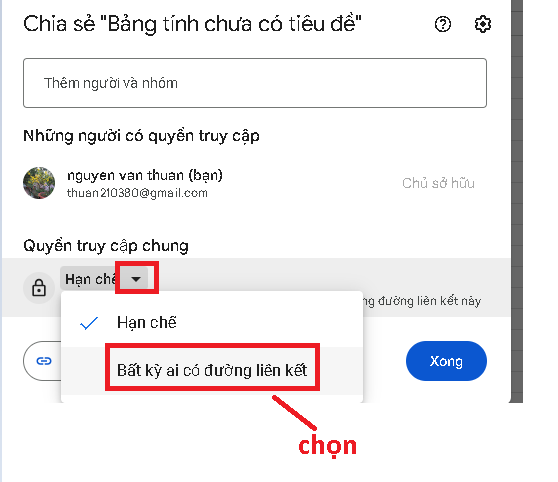 Chia sẻ "Bảng tính chưa có tiêu đề"
Thêm người và nhóm
Những người có quyền truy cập
nguyen van thuan (bạn)
thuan210380@gmail.com
Chủ sở hữu
Quyền truy cập chung
Hạn chế
đường liên kết này
Hạn chế
Bất kỳ ai có đường liên kết
Xong
chọn